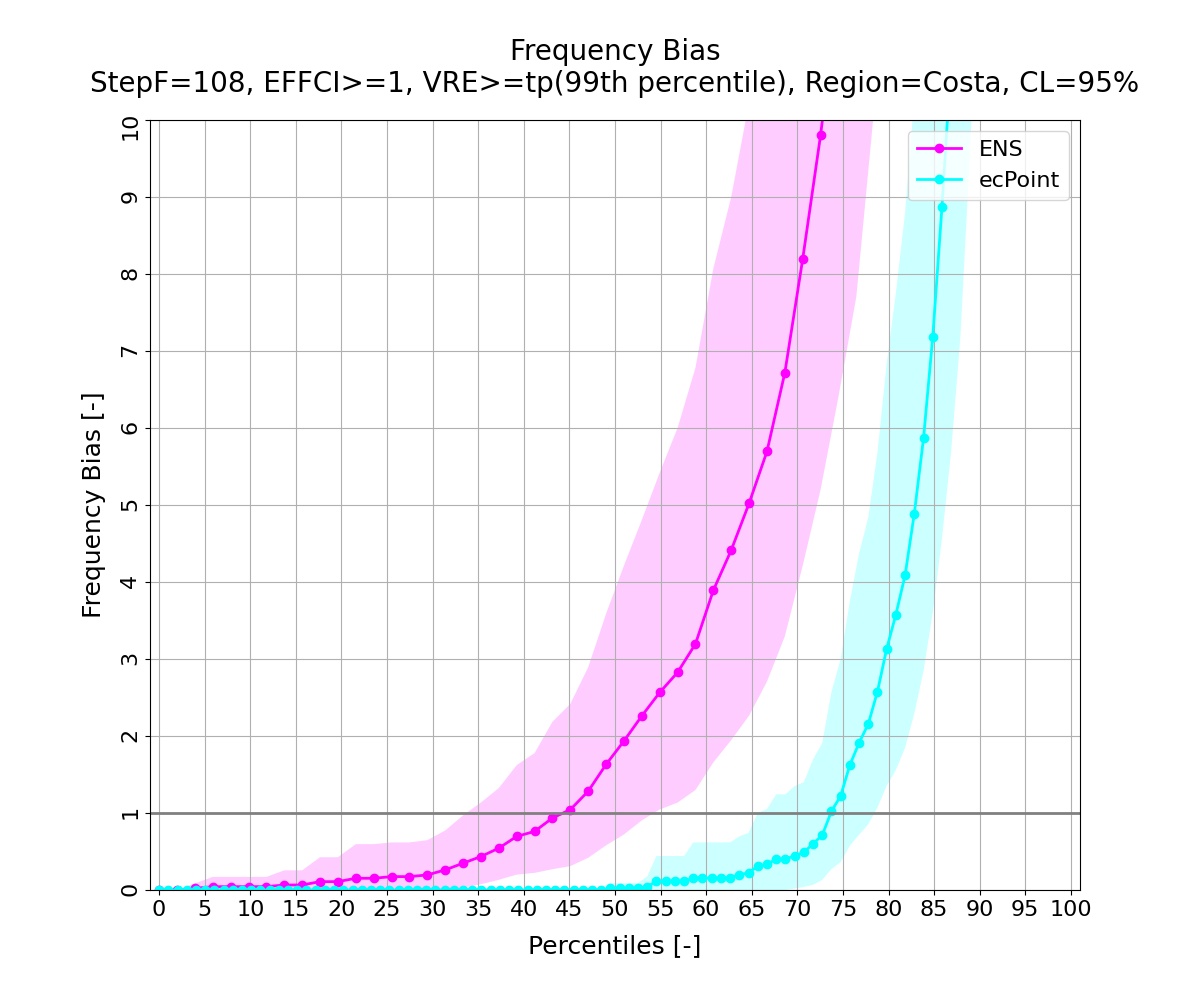 Frequency Bias
StepF=108, EFFCI>=1, VRE>=tp(99th percentile), Region=Costa, CL=95%
10
9
8
7
6
5
4
3
2
1
0
Frequency Bias [-]
ENS
ecPoint
0 5 10 15 20 25 30 35 40 45 50 55 60 65 70 75 80 85 90 95 100
Percentiles [-]